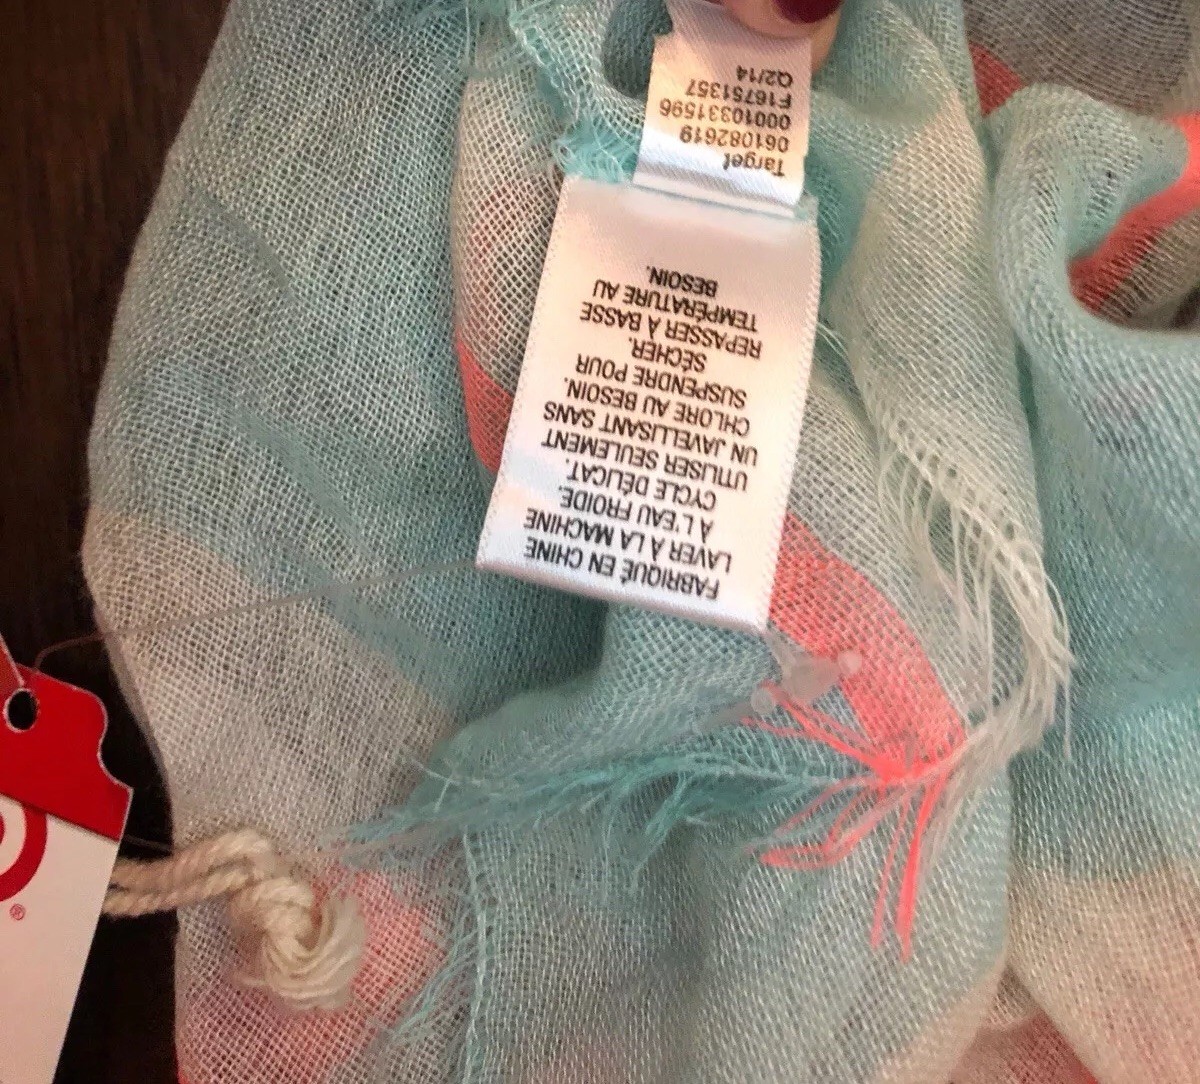 FABRIQUÉ EN CHINE
LAVER À LA MACHINE
À L'EAU FROIDE.
CYCLE DÉLICAT.
UTILISER SEULEMENT
UN JAVELLISANT SANS
CHLORE AU BESOIN.
SUSPENDRE POUR
SÉCHER.
REPASSER À BASSE
TEMPÉRATURE AU
BESOIN.
Target
061082619
00010331596
F16751357
Q2/14
®